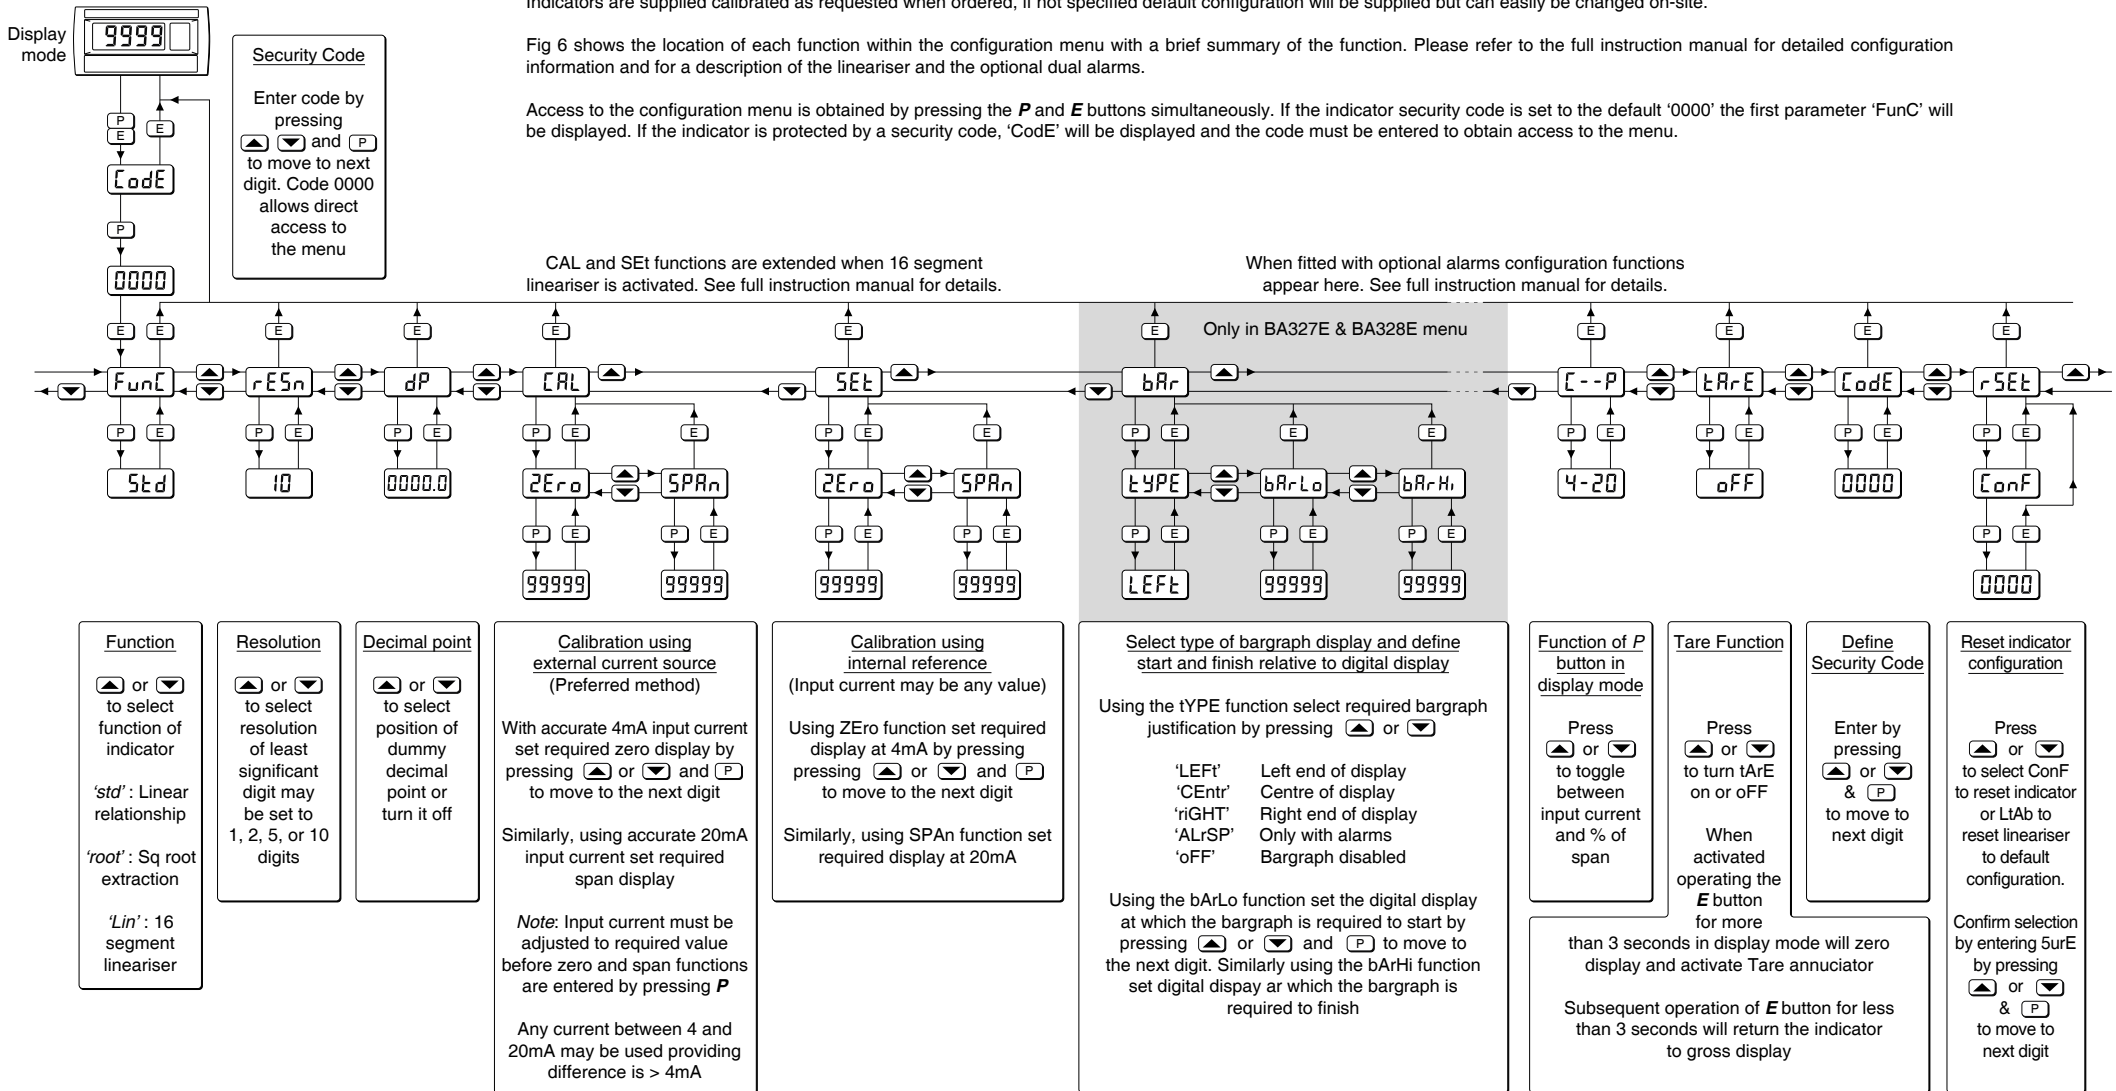 Indicators are supplied calibrated as requested when ordered, if not specified default configuration will be supplied but can easily be changed on-site.
Fig 6 shows the location of each function within the configuration menu with a brief summary of the function. Please refer to the full instruction manual for detailed configuration
information and for a description of the lineariser and the optional dual alarms.
Access to the configuration menu is obtained by pressing the P and E buttons simultaneously. If the indicator security code is set to the default '0000' the first parameter 'FunC' will
be displayed. If the indicator is protected by a security code, 'CodE' will be displayed and the code must be entered to obtain access to the menu.
Display
mode
9999
P
E
E
CodE
P
0000
Security Code
Enter code by
pressing
▲ ▼ and P
to move to next
digit. Code 0000
allows direct
access to
the menu
CAL and SEt functions are extended when 16 segment
lineariser is activated. See full instruction manual for details.
When fitted with optional alarms configuration functions
appear here. See full instruction manual for details.
Only in BA327E & BA328E menu
E E E E E E E E E E E
FunC rESn dP CAL SEt bAr C--P tArE CodE rSEt
P E P E P E P E E P E E P E E E P E P E P E P E
Std 10 0000.0 ZEro SPAn ZEro SPAn tYPE bArLo bArHi 4-20 oFF 0000 ConF
P E P E P E P E P E P E P E P E
99999 99999 99999 99999 LEFt 99999 99999 0000
Function
▲ or ▼
to select
function of
indicator
'std' : Linear
relationship
'root' : Sq root
extraction
'Lin' : 16
segment
lineariser
Resolution
▲ or ▼
to select
resolution
of least
significant
digit may
be set to
1, 2, 5, or 10
digits
Decimal point
▲ or ▼
to select
position of
dummy
decimal
point or
turn it off
Calibration using
external current source
(Preferred method)
With accurate 4mA input current
set required zero display by
pressing ▲ or ▼ and P
to move to the next digit
Similarly, using accurate 20mA
input current set required
span display
Note: Input current must be
adjusted to required value
before zero and span functions
are entered by pressing P
Any current between 4 and
20mA may be used providing
difference is > 4mA
Calibration using
internal reference
(Input current may be any value)
Using ZEro function set required
display at 4mA by pressing
pressing ▲ or ▼ and P
to move to the next digit
Similarly, using SPAn function set
required display at 20mA
Select type of bargraph display and define
start and finish relative to digital display
Using the tYPE function select required bargraph
justification by pressing ▲ or ▼
'LEFt' Left end of display
'CEntr' Centre of display
'riGHT' Right end of display
'ALrSP' Only with alarms
'oFF' Bargraph disabled
Using the bArLo function set the digital display
at which the bargraph is required to start by
pressing ▲ or ▼ and P to move to
the next digit. Similarly using the bArHi function
set digital dispay ar which the bargraph is
required to finish
Function of P
button in
display mode
Press
▲ or ▼
to toggle
between
input current
and % of
span
Tare Function
Press
▲ or ▼
to turn tArE
on or oFF
When
activated
operating the
E button
for more
than 3 seconds in display mode will zero
display and activate Tare annuciator
Subsequent operation of E button for less
than 3 seconds will return the indicator
to gross display
Define
Security Code
Enter by
pressing
▲ or ▼
& P
to move to
next digit
Reset indicator
configuration
Press
▲ or ▼
to select ConF
to reset indicator
or LtAb to
reset lineariser
to default
configuration.
Confirm selection
by entering 5urE
by pressing
▲ or ▼
& P
to move to
next digit